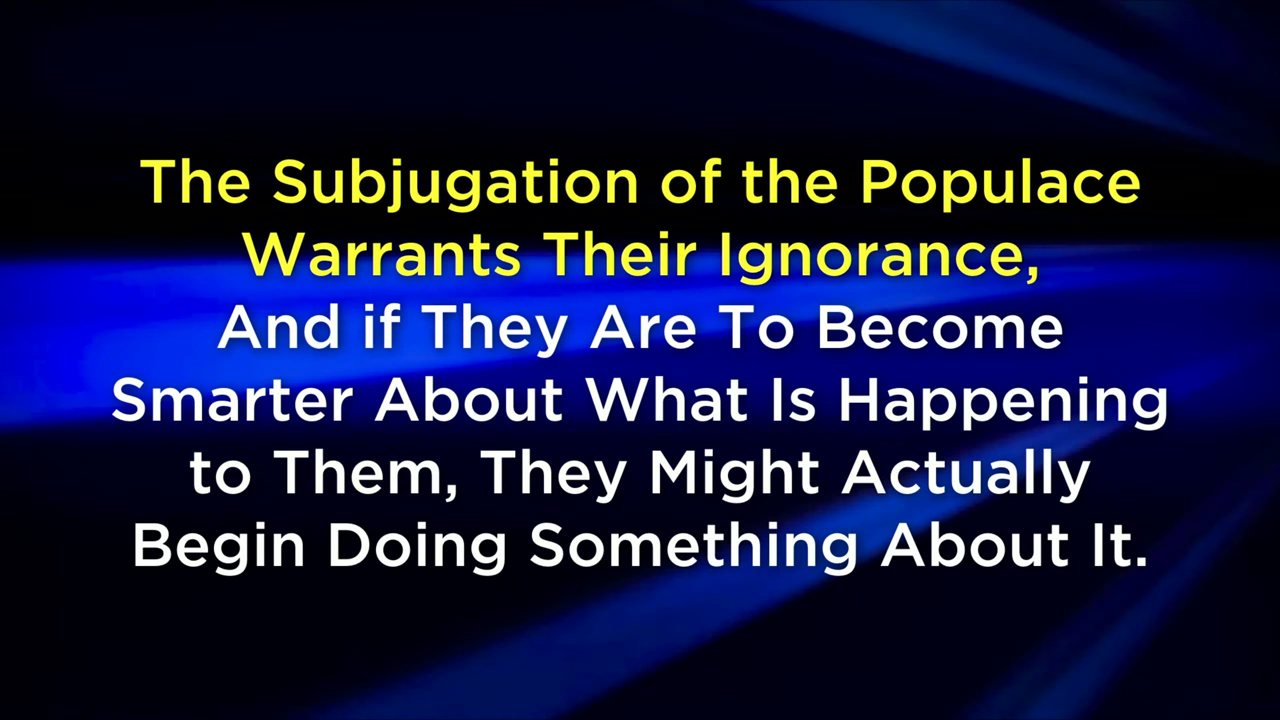 The Subjugation of the Populace
Warrants Their Ignorance,
And if They Are To Become
Smarter About What Is Happening
to Them, They Might Actually
Begin Doing Something About It.